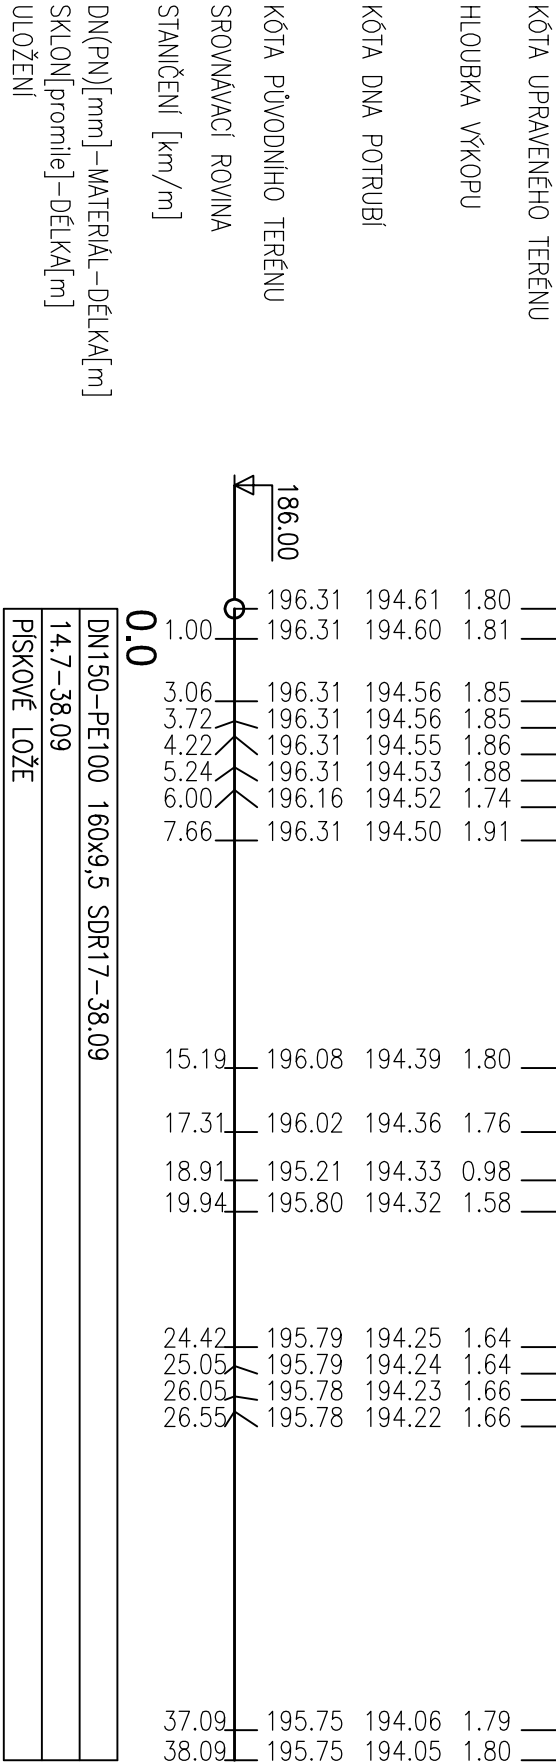 KÓTA UPRAVENÉHO TERÉNU
HLOUBKA VÝKOPU
KÓTA DNA POTRUBÍ
KÓTA PŮVODNÍHO TERÉNU
SROVNÁVACÍ ROVINA
STANIČENÍ [km/m]
DN(PN)[mm]-MATERIÁL-DÉLKA[m]
SKLON[promile]-DÉLKA[m]
ULOŽENÍ
186.00
196.31 194.61 1.80
1.00 196.31 194.60 1.81
3.06 196.31 194.56 1.85
3.72 196.31 194.56 1.85
4.22 196.31 194.55 1.86
5.24 196.31 194.53 1.88
6.00 196.16 194.52 1.74
7.66 196.31 194.50 1.91
15.19 196.08 194.39 1.80
17.31 196.02 194.36 1.76
18.91 195.21 194.33 0.98
19.94 195.80 194.32 1.58
24.42 195.79 194.25 1.64
25.05 195.79 194.24 1.64
26.05 195.78 194.23 1.66
26.55 195.78 194.22 1.66
37.09 195.75 194.06 1.79
38.09 195.75 194.05 1.80
0.0
DN150-PE100 160x9,5 SDR17-38.09
14.7-38.09
PÍSKOVÉ LOŽE